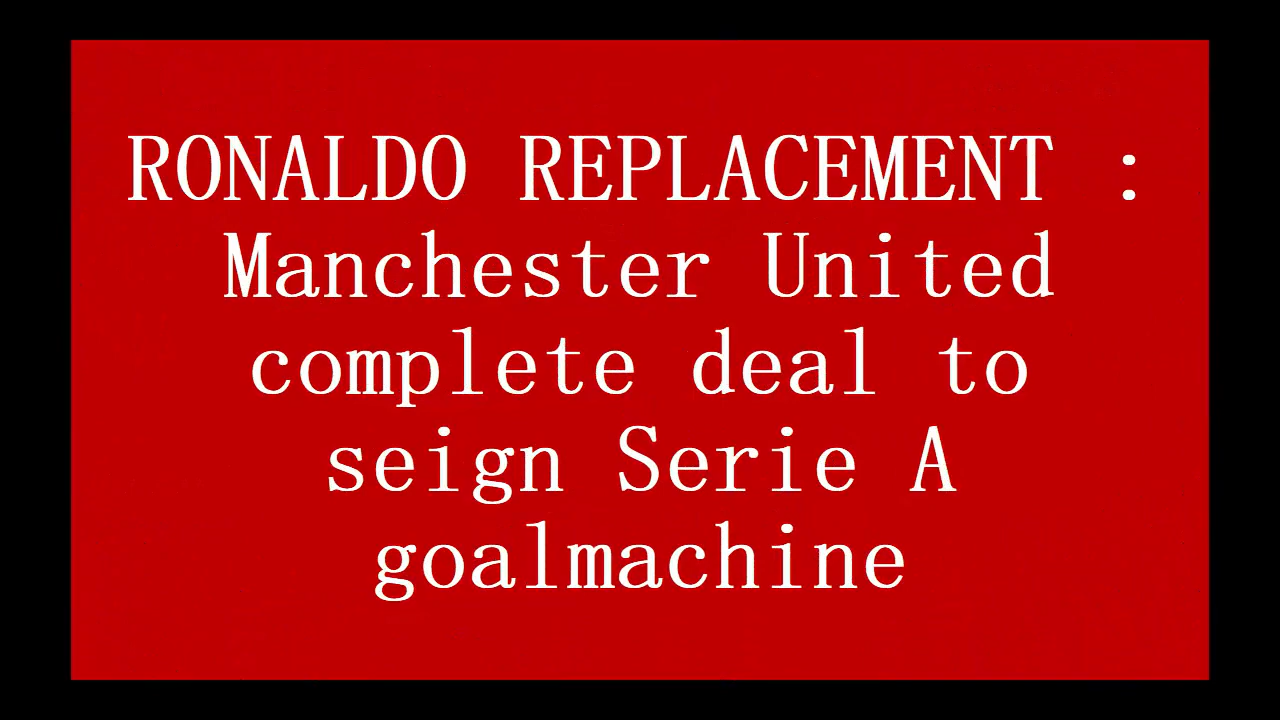 RONALDO REPLACEMENT :
Manchester United
complete deal to
seign Serie A
goalmachine